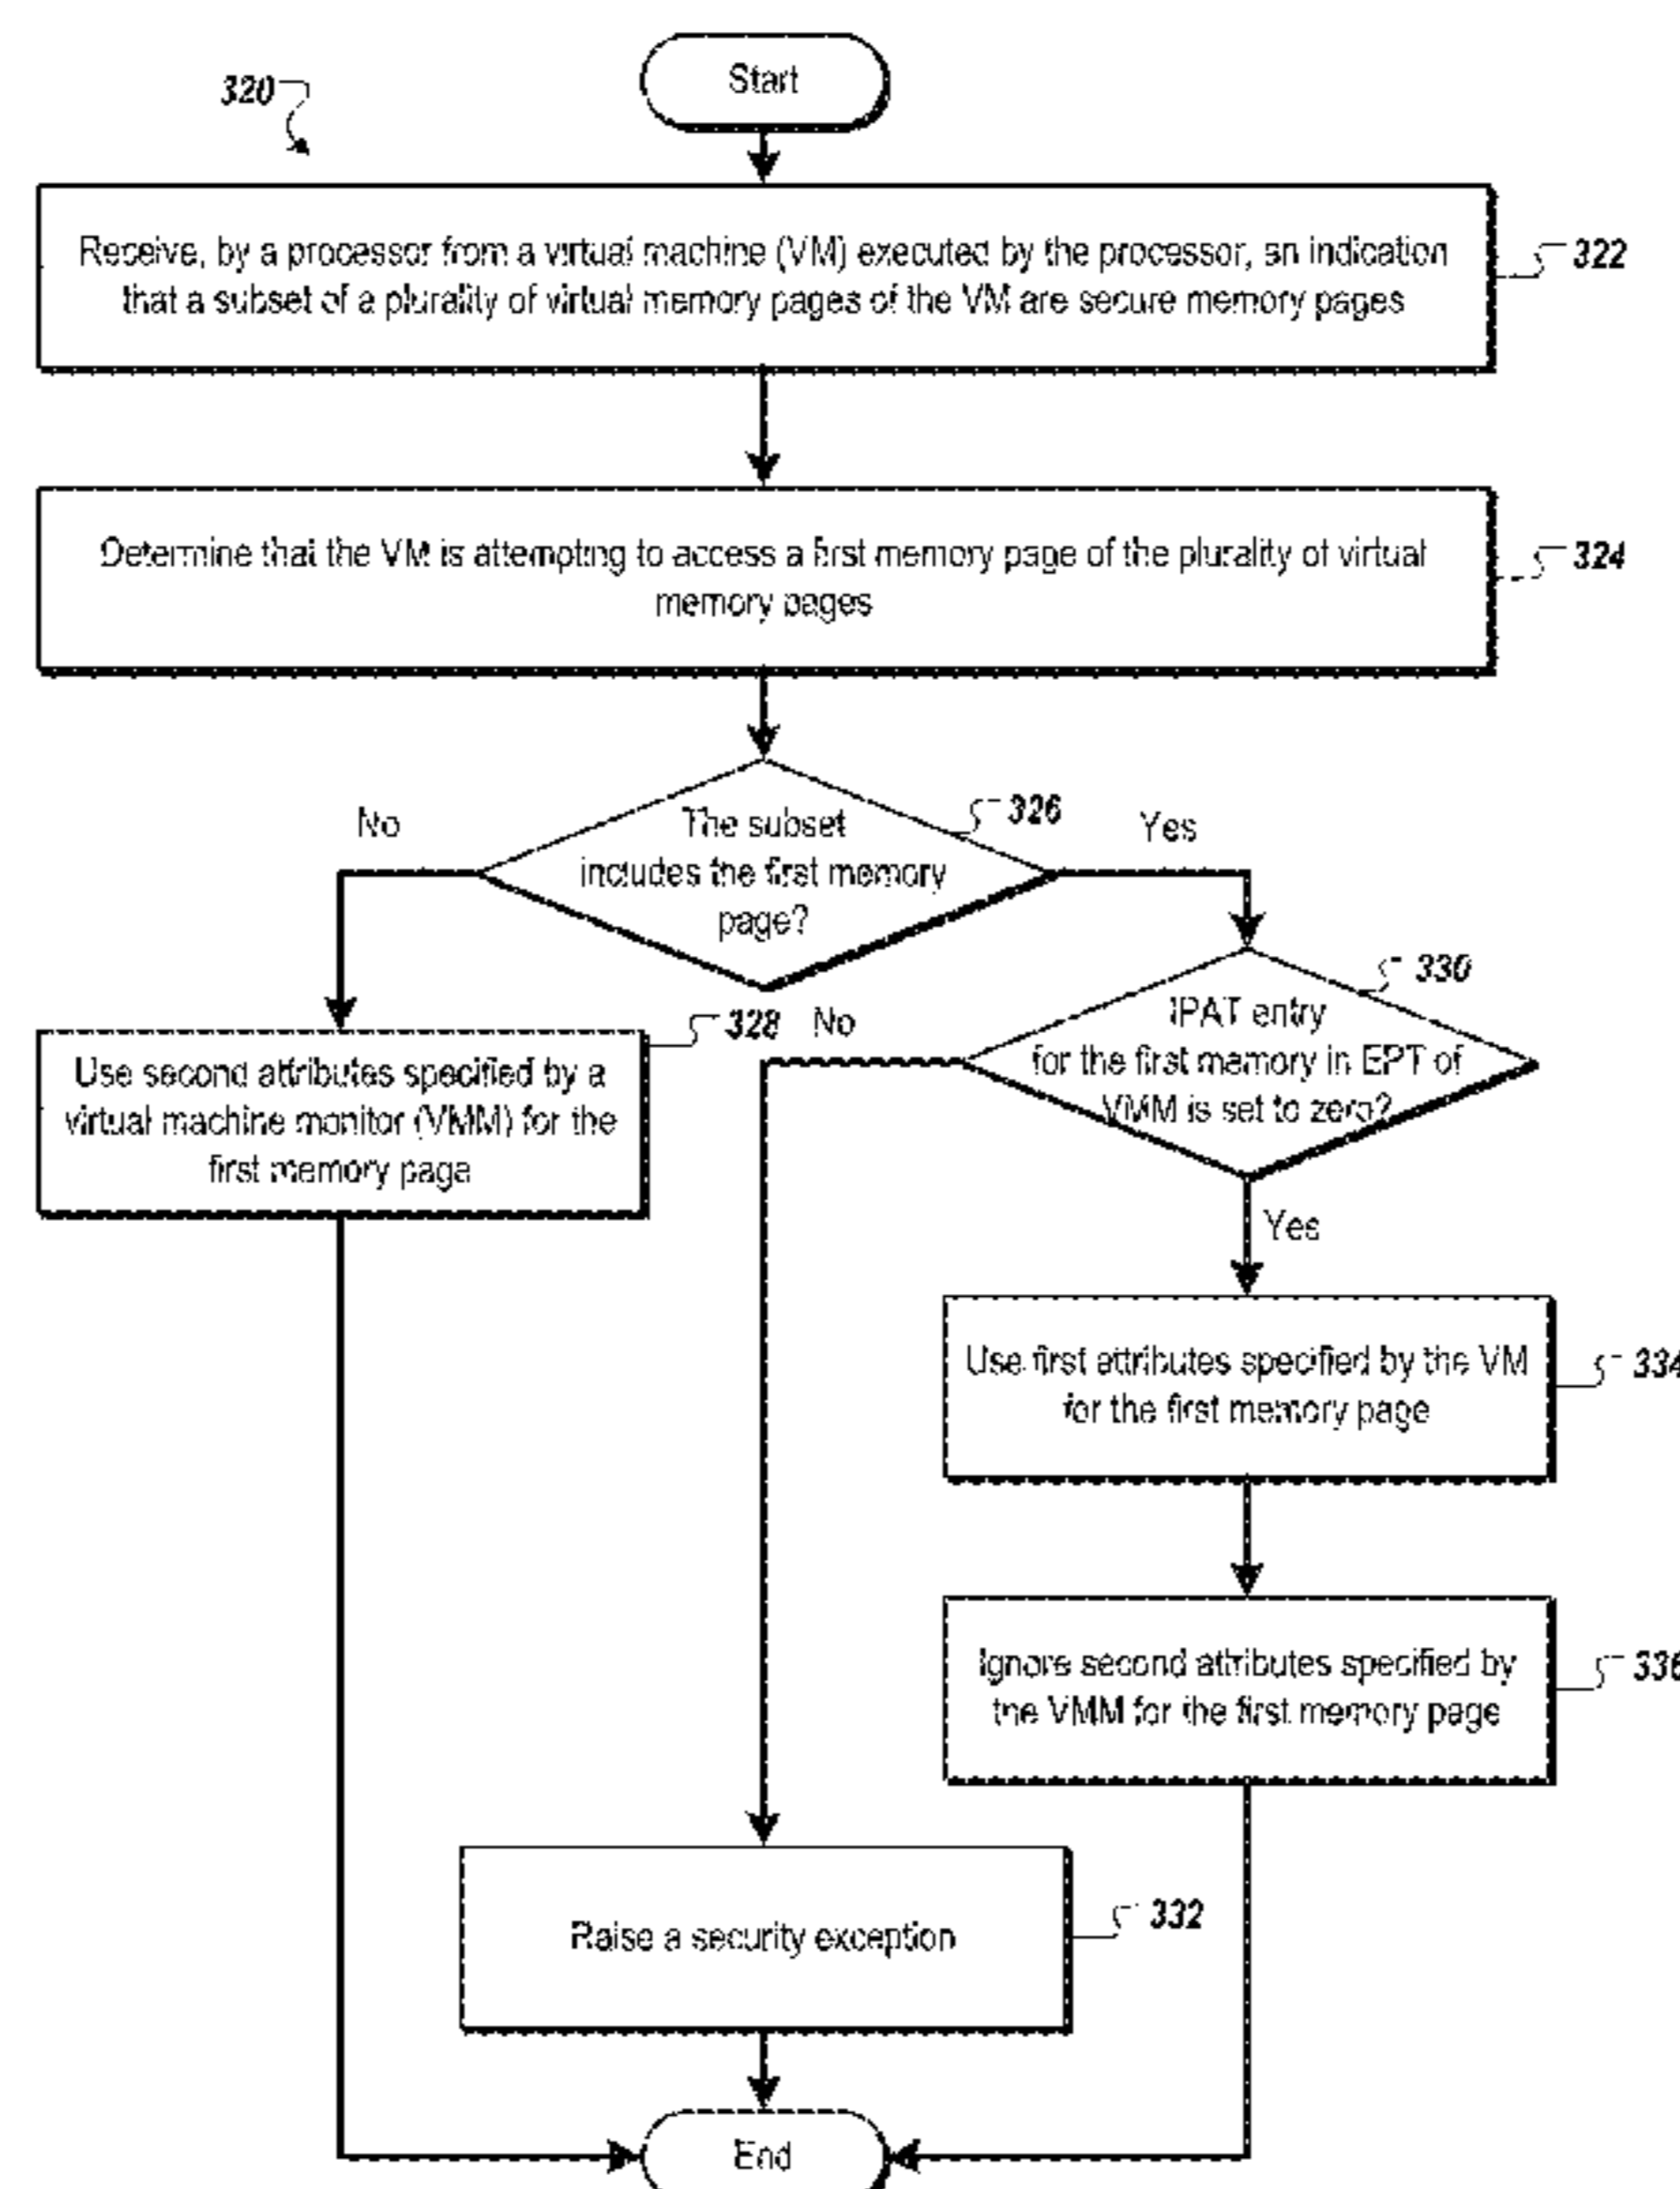 Start
320
Receive, by a processor from a virtual machine (VM) executed by the processor, an indication
that a subset of a plurality of virtual memory pages of the VM are secure memory pages
322
Determine that the VM is attempting to access a first memory page of the plurality of virtual
memory pages
324
The subset
includes the first memory
page?
326
No
Yes
Use second attributes specified by a
virtual machine monitor (VMM) for the
first memory page
328
No
IPAT entry
for the first memory in EPT of
VMM is set to zero?
330
Yes
Use first attributes specified by the VM
for the first memory page
334
Ignore second attributes specified by
the VMM for the first memory page
336
Raise a security exception
332
End